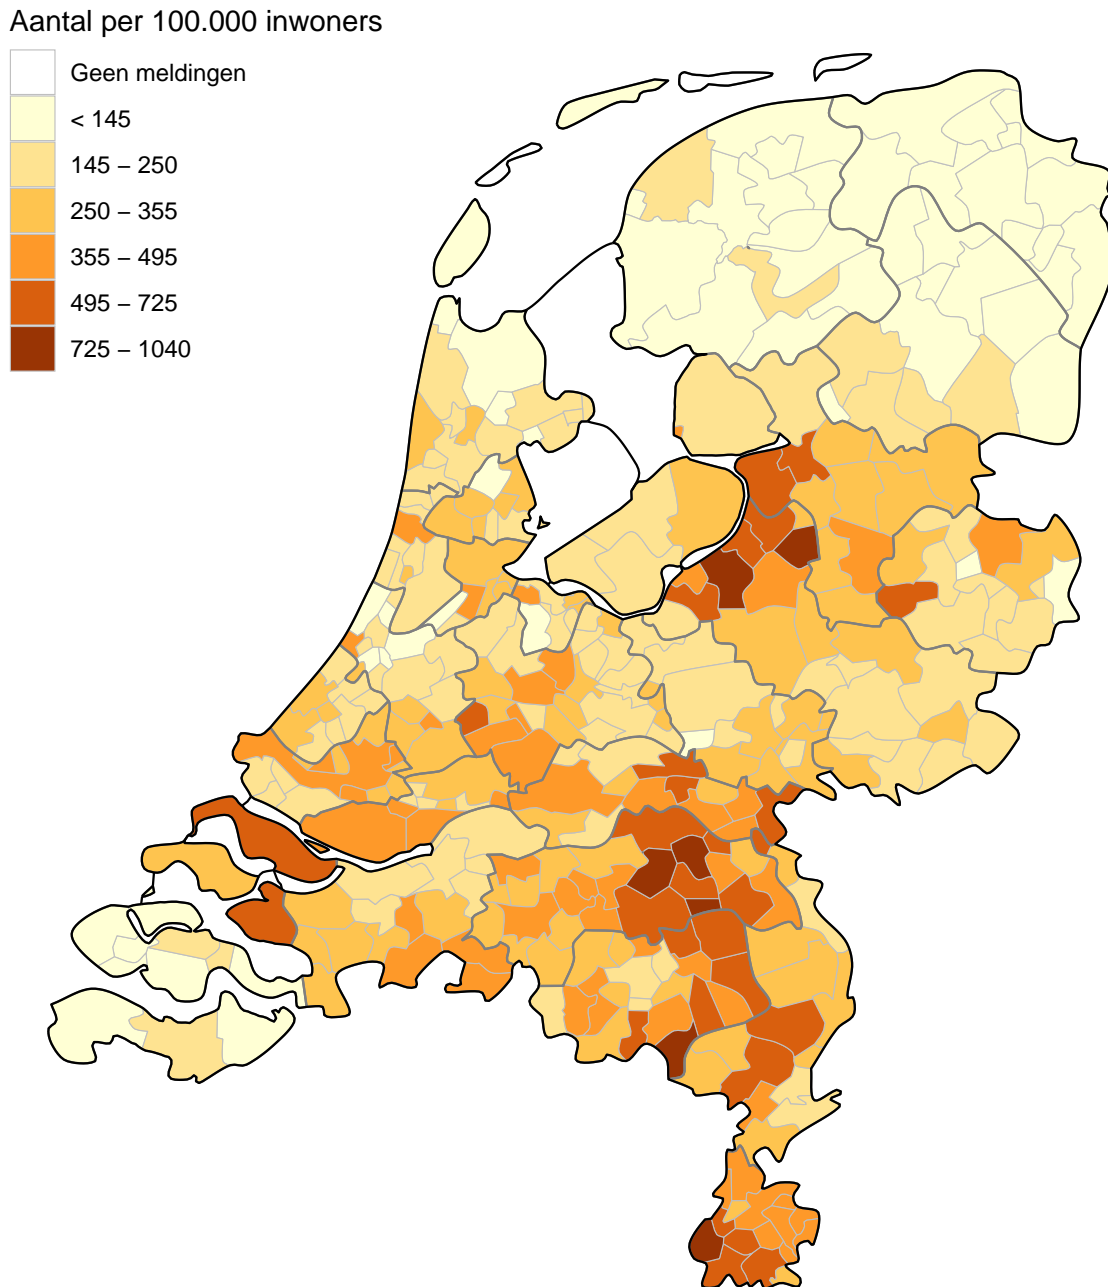 Aantal per 100.000 inwoners
Geen meldingen
< 145
145 – 250
250 – 355
355 – 495
495 – 725
725 – 1040